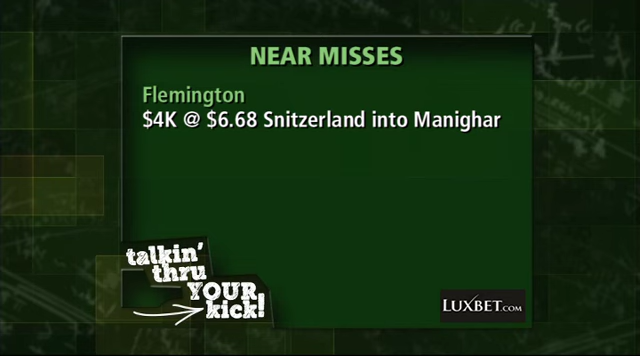 NEAR MISSES
Flemington
$4K @ $6.68 Snitzerland into Manighar
talkin'
thru
YOUR
kick!
LUXBET.COM